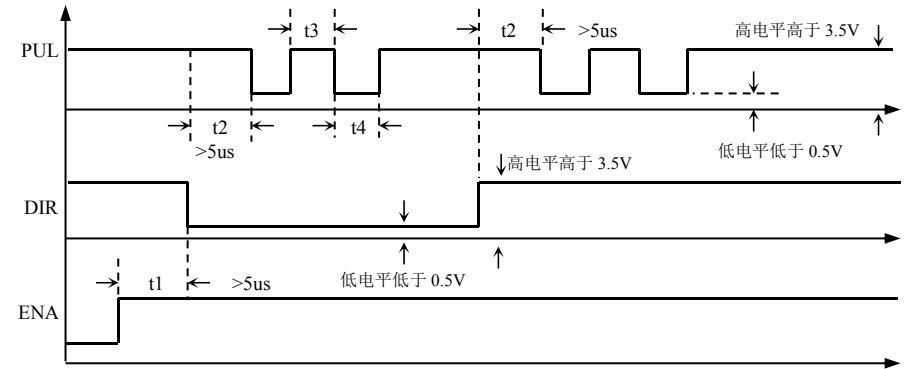 t3
t2
>5us
高电平高于 3.5V
PUL
t2
t4
>5us
低电平低于 0.5V
高电平高于 3.5V
DIR
低电平低于 0.5V
t1
>5us
ENA